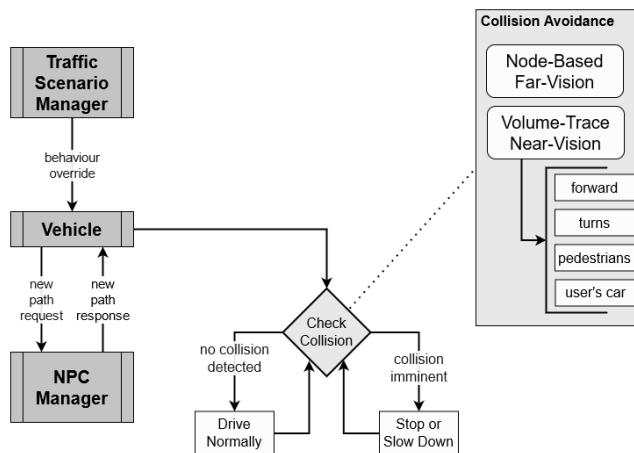 Traffic
Scenario
Manager
behaviour
override
Vehicle
new
path
request
new
path
response
NPC
Manager
Check
Collision
no collision
detected
collision
imminent
Drive
Normally
Stop or
Slow Down
Collision Avoidance
Node-Based
Far-Vision
Volume-Trace
Near-Vision
forward
turns
pedestrians
user's car